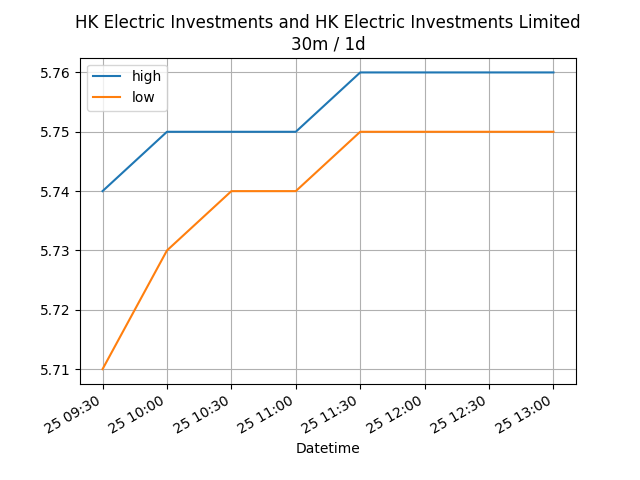 HK Electric Investments and HK Electric Investments Limited
30m / 1d
high
low
5.76
5.75
5.74
5.73
5.72
5.71
25 09:30
25 10:00
25 10:30
25 11:00
25 11:30
25 12:00
25 12:30
25 13:00
Datetime